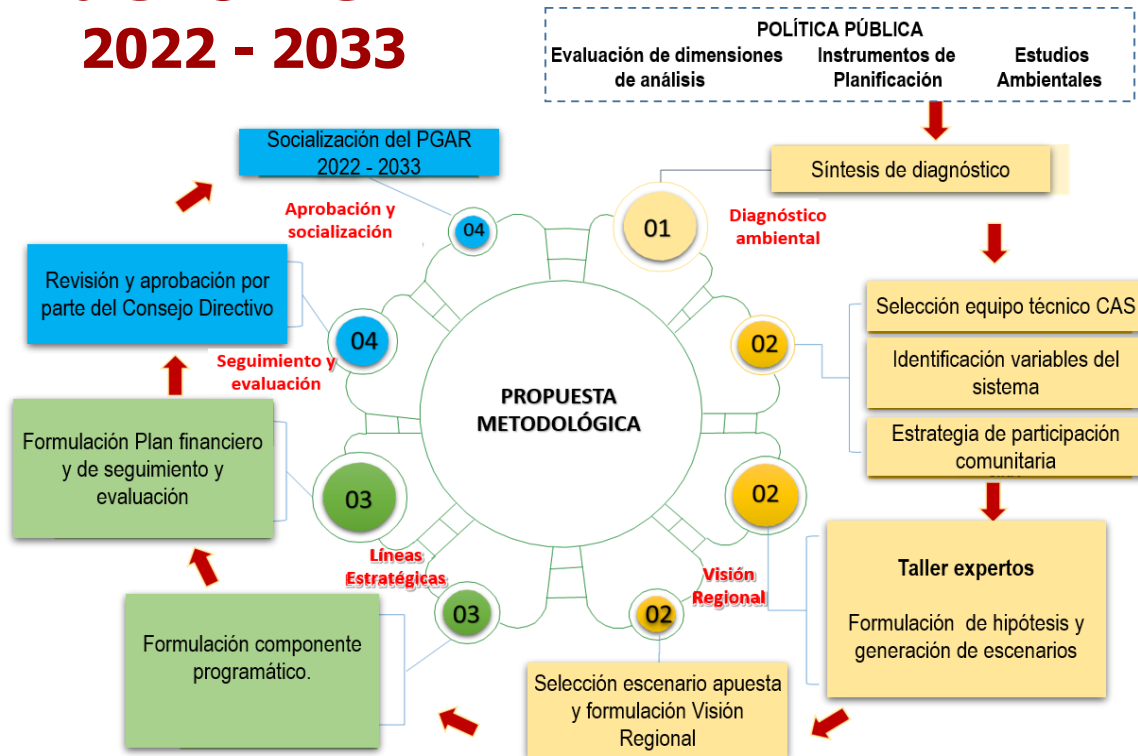 2022 - 2033
POLÍTICA PÚBLICA
Evaluación de dimensiones
de análisis
Instrumentos de
Planificación
Estudios
Ambientales
Socialización del PGAR
2022 - 2033
Síntesis de diagnóstico
Aprobación y
socialización
04
01
Diagnóstico
ambiental
Revisión y aprobación por
parte del Consejo Directivo
04
Seguimiento y
evaluación
02
Selección equipo técnico CAS
Identificación variables del
sistema
Estrategia de participación
comunitaria
PROPUESTA
METODOLÓGICA
Formulación Plan financiero
y de seguimiento y
evaluación
03
Líneas
Estratégicas
02
Visión
Regional
Taller expertos
Formulación de hipótesis y
generación de escenarios
Formulación componente
programático.
03
02
Selección escenario apuesta
y formulación Visión
Regional